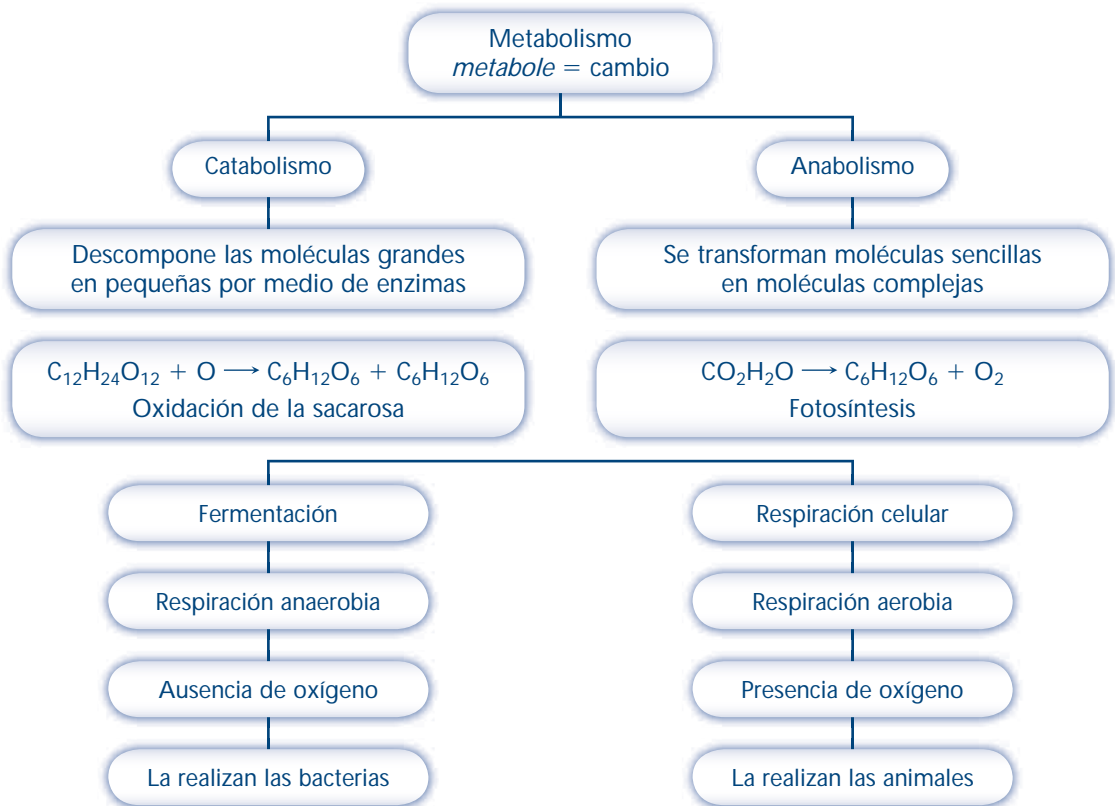 Metabolismo
metabole = cambio
Catabolismo
Anabolismo
Descompone las moléculas grandes
en pequeñas por medio de enzimas
Se transforman moléculas sencillas
en moléculas complejas
C₁₂H₂₄O₁₂ + O ⟶ C₆H₁₂O₆ + C₆H₁₂O₆
Oxidación de la sacarosa
CO₂H₂O ⟶ C₆H₁₂O₆ + O₂
Fotosíntesis
Fermentación
Respiración celular
Respiración anaerobia
Respiración aerobia
Ausencia de oxígeno
Presencia de oxígeno
La realizan las bacterias
La realizan las animales